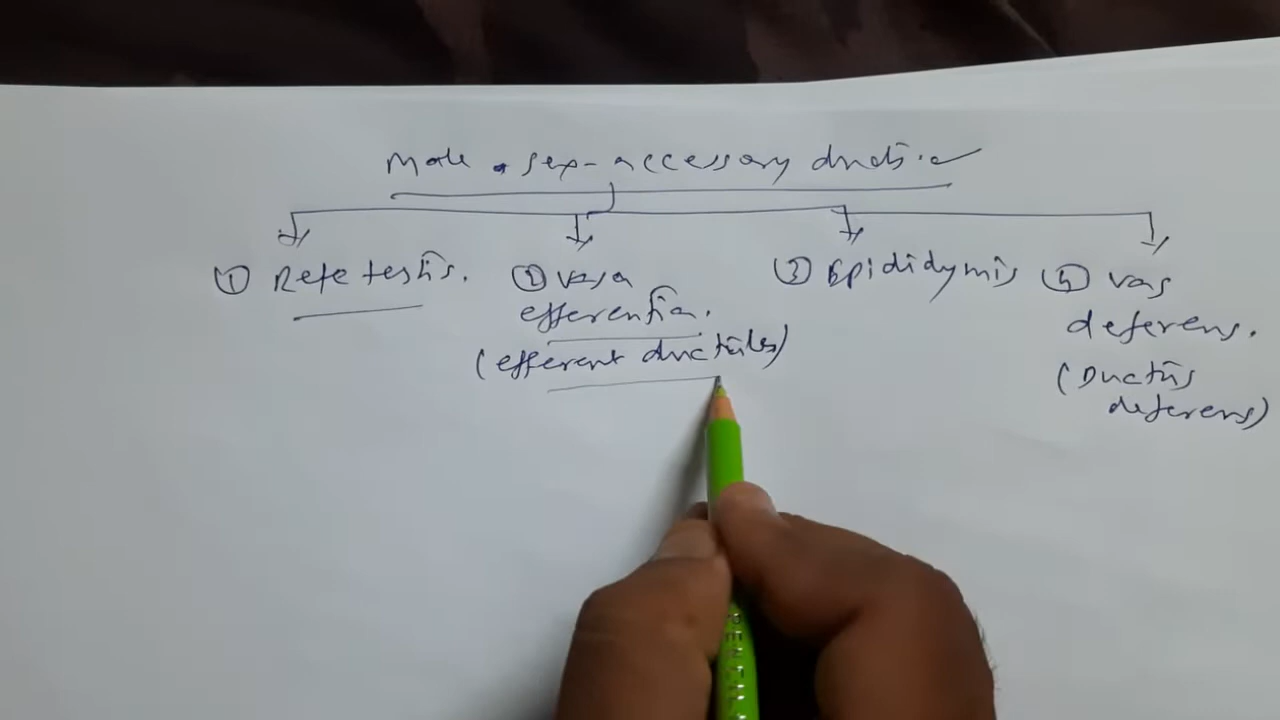 Male sex-accessory ducts
① Rete testis.
② vasa
efferentia.
(efferent ductules)
③ Epididymis
④ vas
deferens.
(Ductus
deferens)